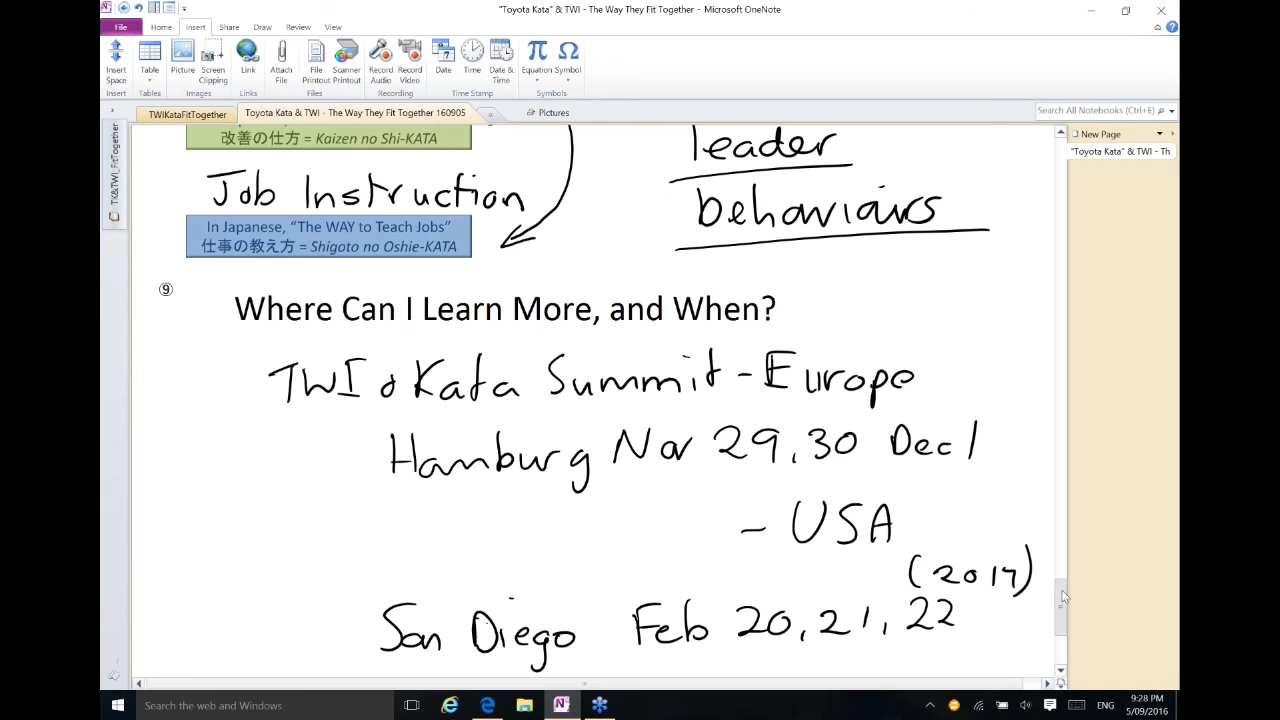 "Toyota Kata" & TWI - The Way They Fit Together - Microsoft OneNote
File Home Insert Share Draw Review View
Insert Space Table Picture Screen Clipping Link Attach File File Printout Scanner Printout Record Audio Record Video Date Time Date & Time Equation Symbol
Insert Tables Images Links Files Recording Time Stamp Symbols
TWIKataFitTogether Toyota Kata & TWI - The Way They Fit Together 160905 Pictures Search All Notebooks (Ctrl+E)
New Page
"Toyota Kata" & TWI - Th
TK&TWI_FitTogether
改善の仕方 = Kaizen no Shi-KATA
leader
Job Instruction
behaviairs
In Japanese, "The WAY to Teach Jobs"
仕事の教え方 = Shigoto no Oshie-KATA
⑨
Where Can I Learn More, and When?
TWI & Kata Summit - Europe
Hamburg Nov 29, 30 Dec 1
- USA
(2017)
San Diego Feb 20, 21, 22
Search the web and Windows
ENG
9:28 PM
5/09/2016